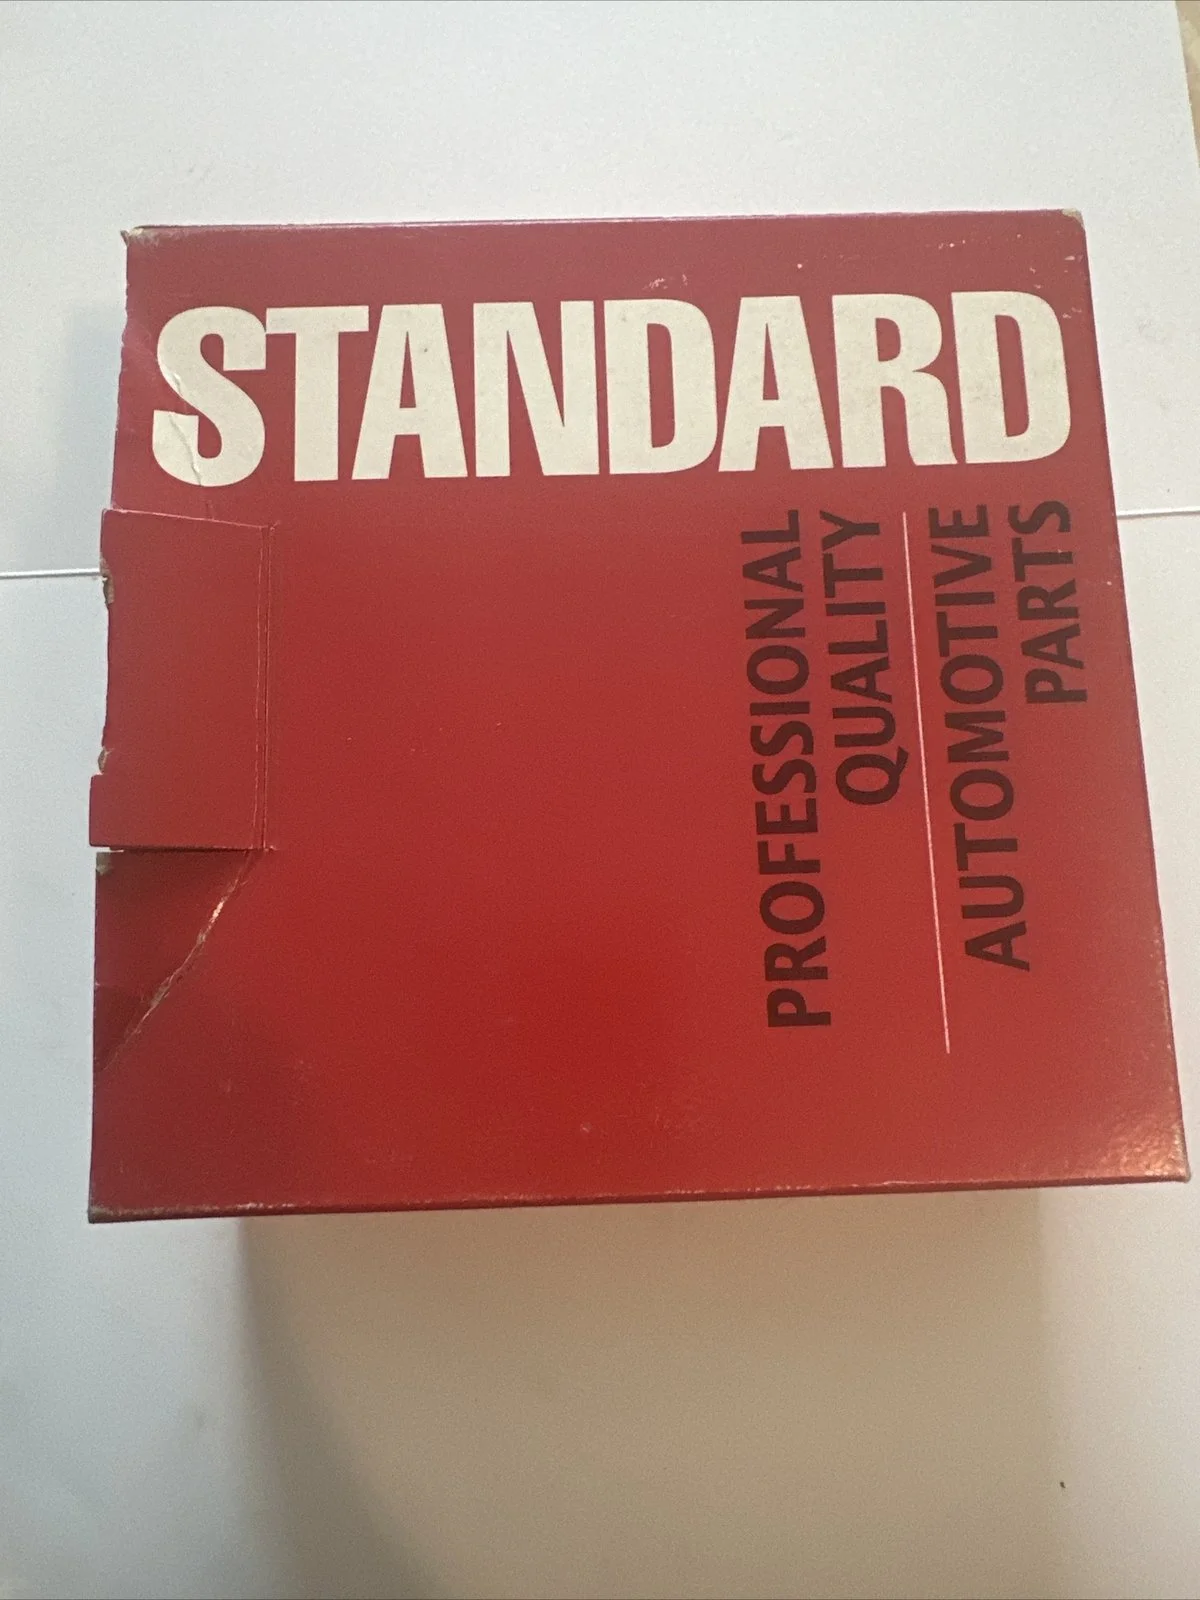 STANDARD
PROFESSIONAL
QUALITY
AUTOMOTIVE
PARTS